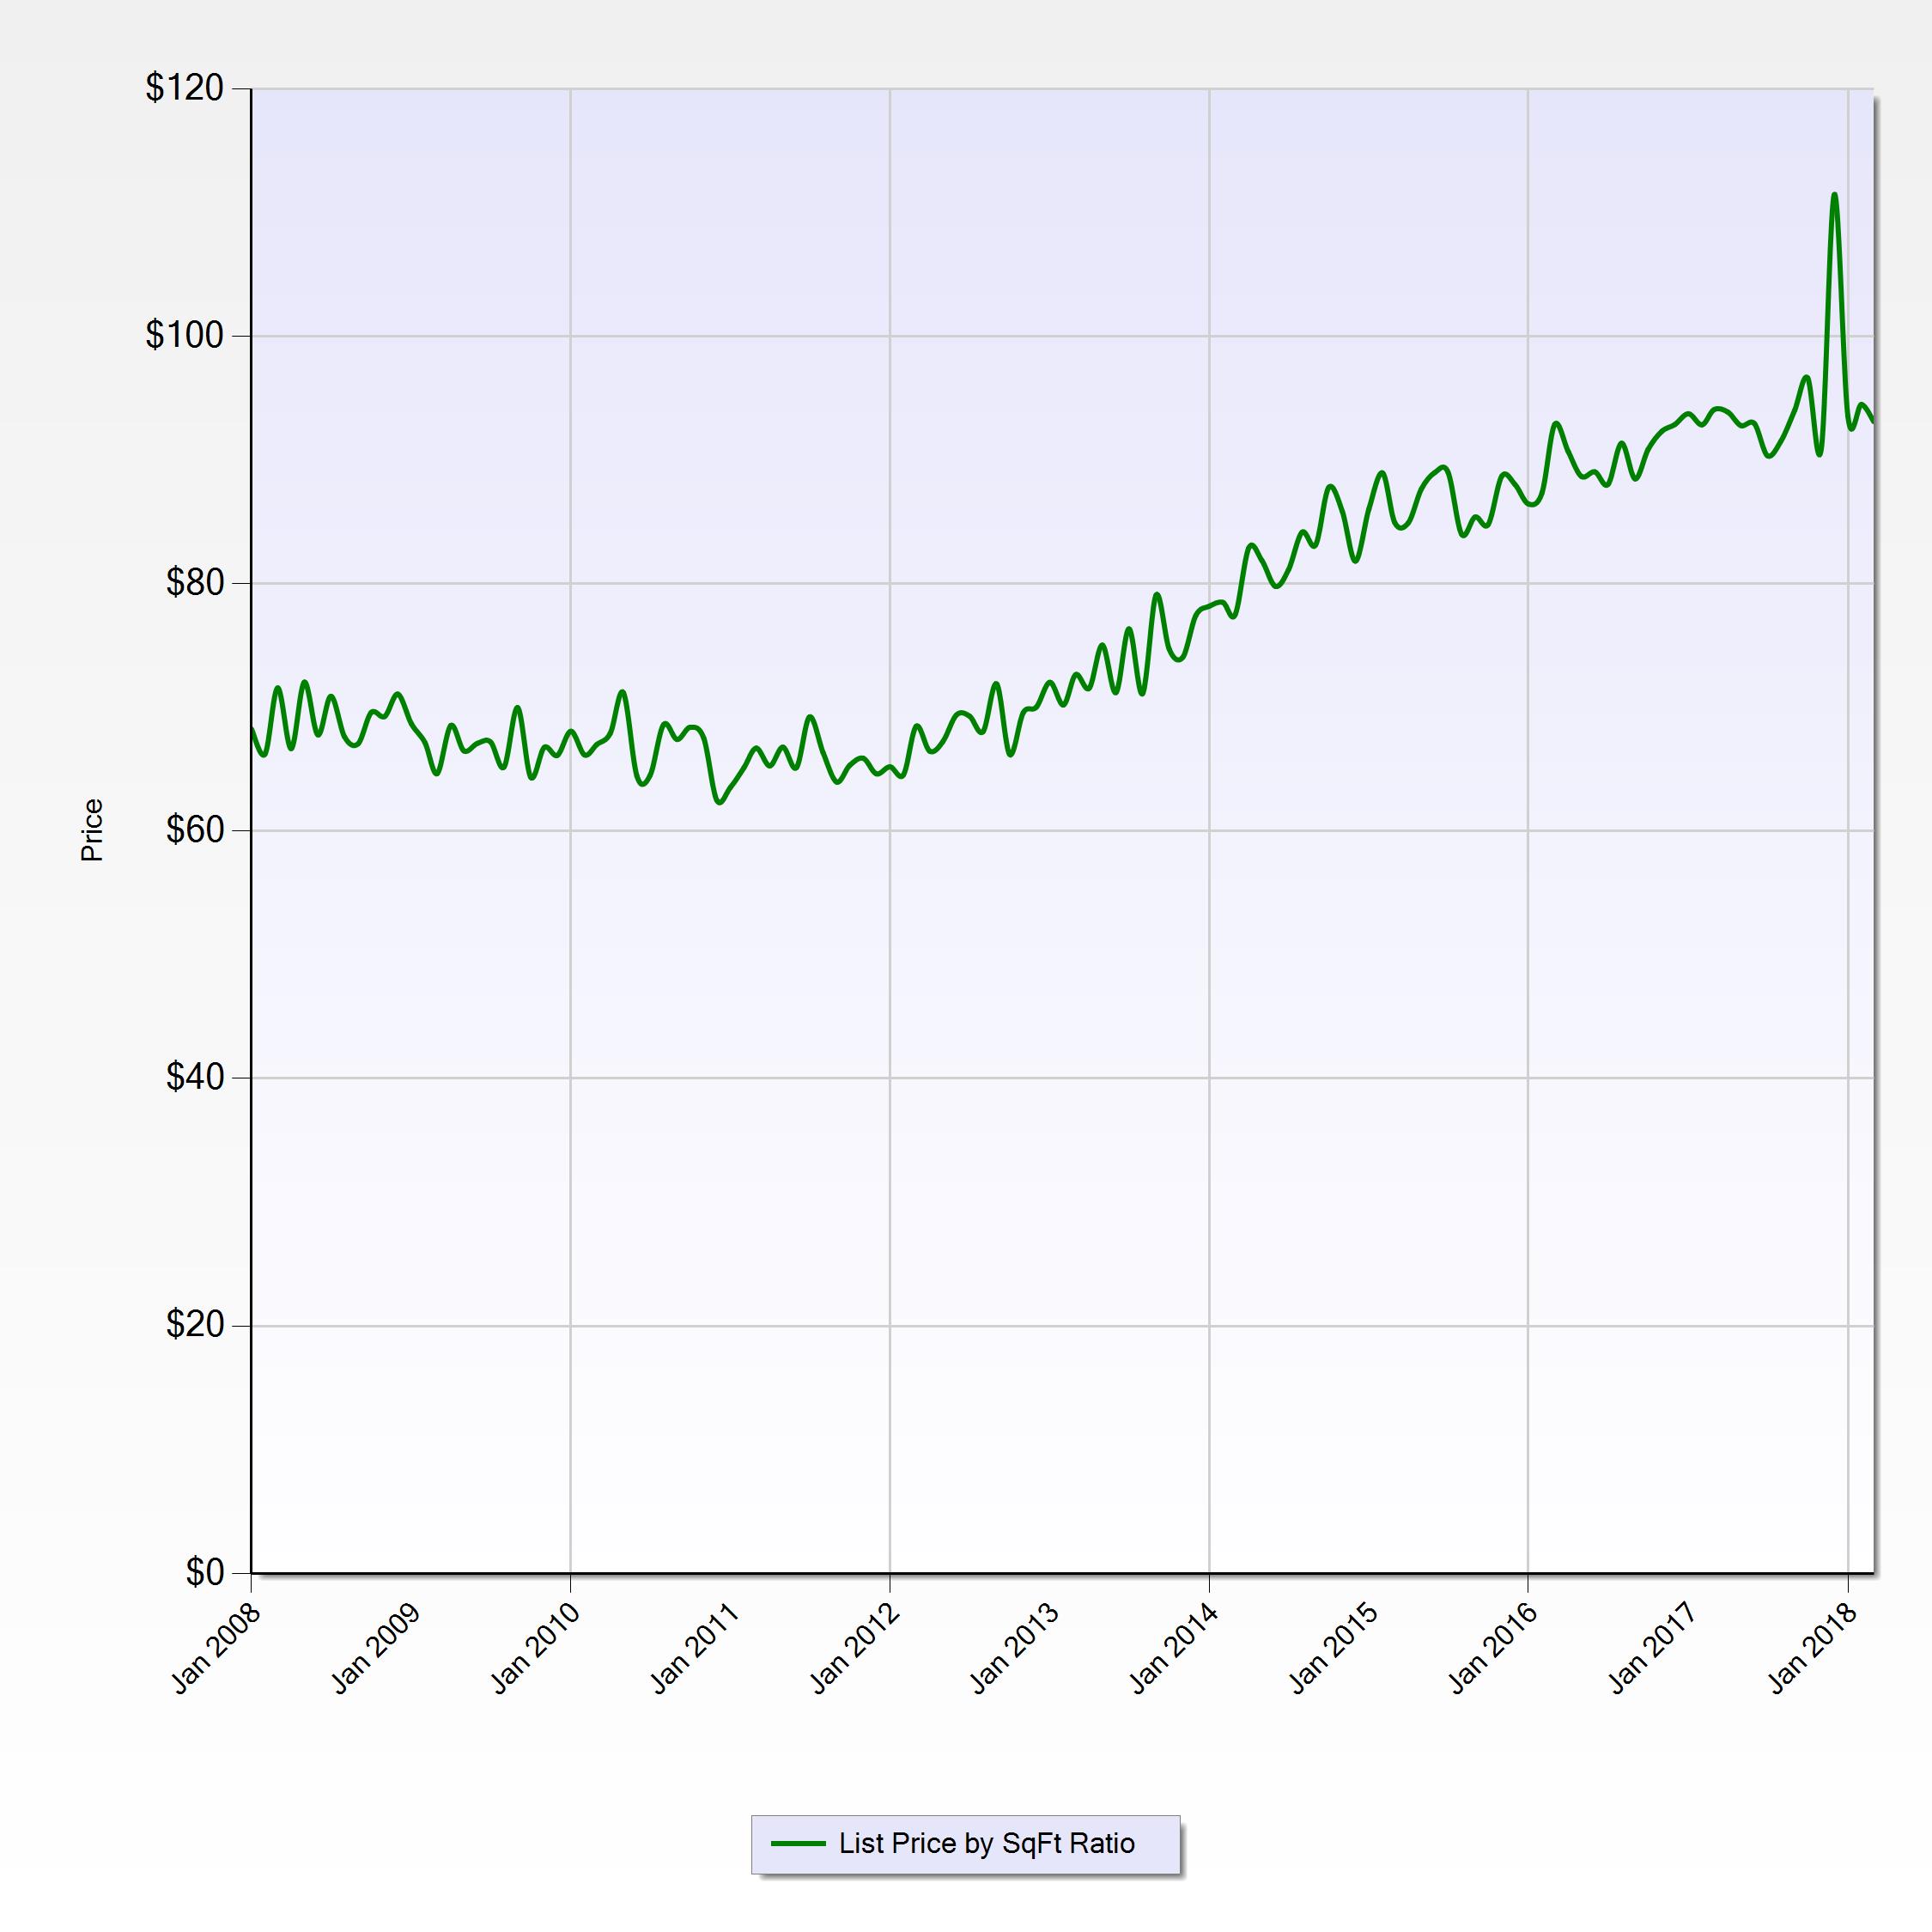 $120
$100
$80
$60
$40
$20
$0
Price
Jan 2008
Jan 2009
Jan 2010
Jan 2011
Jan 2012
Jan 2013
Jan 2014
Jan 2015
Jan 2016
Jan 2017
Jan 2018
List Price by SqFt Ratio